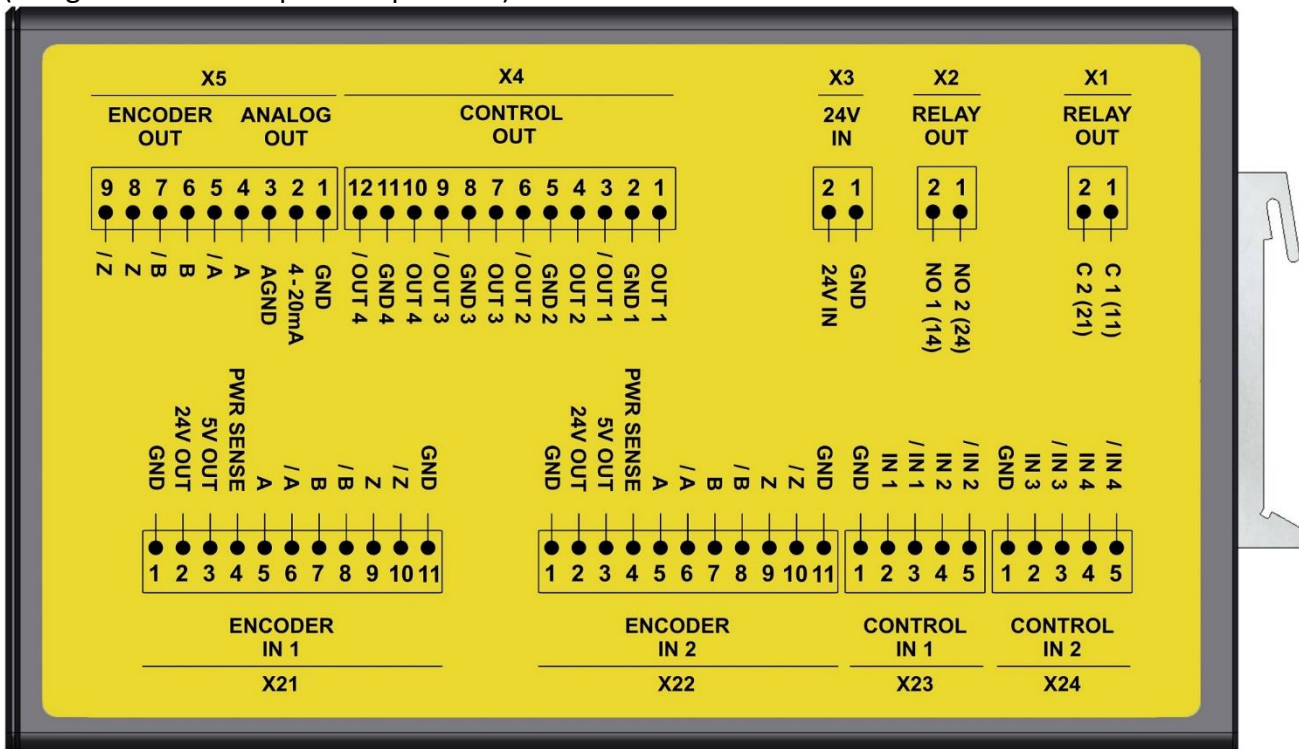 X5 X4 X3 X2 X1
ENCODER OUT ANALOG OUT CONTROL OUT 24V IN RELAY OUT RELAY OUT
9 8 7 6 5 4 3 2 1 12 11 10 9 8 7 6 5 4 3 2 1 2 1 2 1 2 1
/Z Z /B B /A A AGND 4-20mA GND /OUT 4 GND 4 OUT 4 /OUT 3 GND 3 OUT 3 /OUT 2 GND 2 OUT 2 /OUT 1 GND 1 OUT 1 24V IN GND NO 1 (14) NO 2 (24) C 2 (21) C 1 (11)
GND 24V OUT 5V OUT PWR SENSE A /A B /B Z /Z GND GND 24V OUT 5V OUT PWR SENSE A /A B /B Z /Z GND GND IN 1 /IN 1 IN 2 /IN 2 GND IN 3 /IN 3 IN 4 /IN 4
1 2 3 4 5 6 7 8 9 10 11 1 2 3 4 5 6 7 8 9 10 11 1 2 3 4 5 1 2 3 4 5
ENCODER IN 1 ENCODER IN 2 CONTROL IN 1 CONTROL IN 2
X21 X22 X23 X24